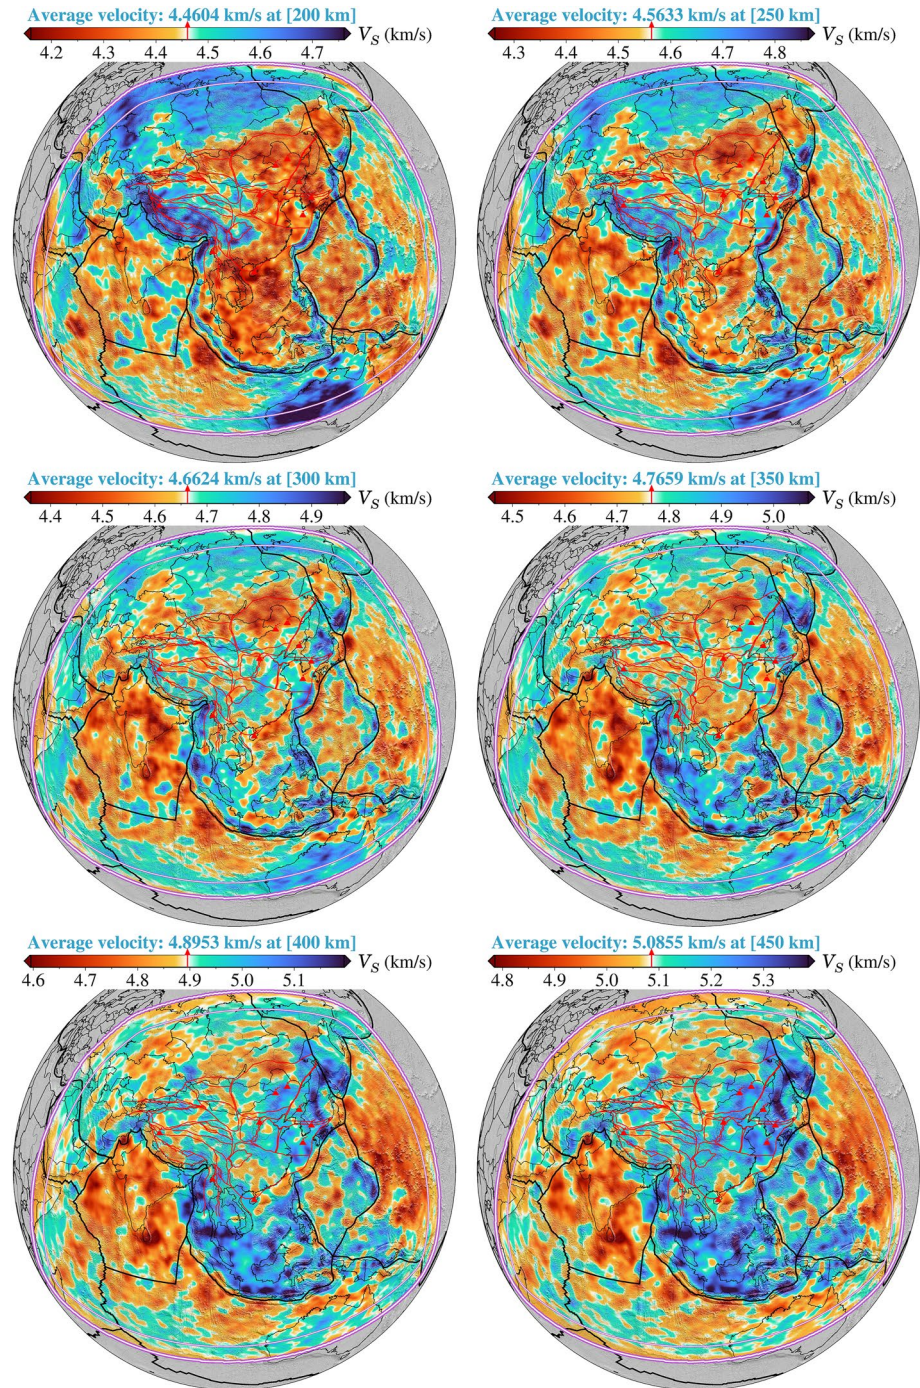 Average velocity: 4.4604 km/s at [200 km]
V_S (km/s)
4.2 4.3 4.4 4.5 4.6 4.7
Average velocity: 4.5633 km/s at [250 km]
V_S (km/s)
4.3 4.4 4.5 4.6 4.7 4.8
Average velocity: 4.6624 km/s at [300 km]
V_S (km/s)
4.4 4.5 4.6 4.7 4.8 4.9
Average velocity: 4.7659 km/s at [350 km]
V_S (km/s)
4.5 4.6 4.7 4.8 4.9 5.0
Average velocity: 4.8953 km/s at [400 km]
V_S (km/s)
4.6 4.7 4.8 4.9 5.0 5.1
Average velocity: 5.0855 km/s at [450 km]
V_S (km/s)
4.8 4.9 5.0 5.1 5.2 5.3